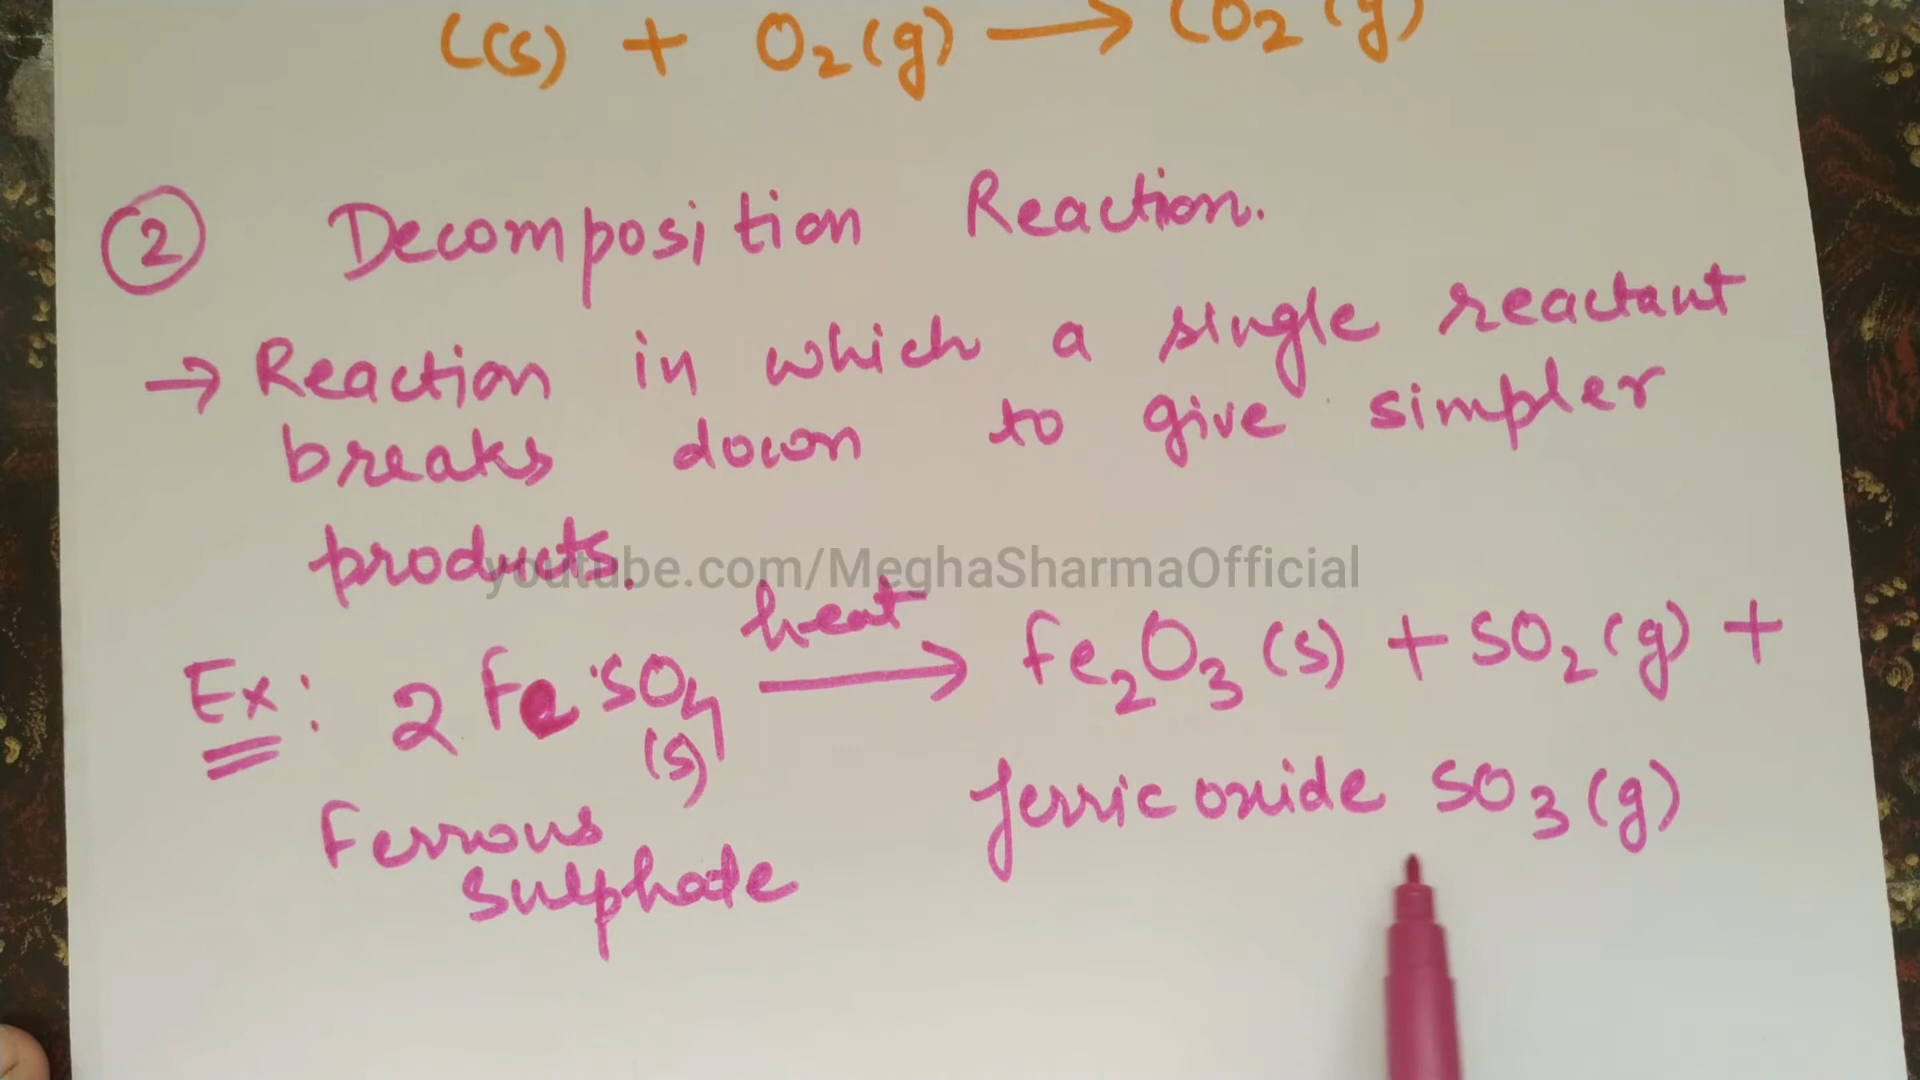 C(s) + O₂(g) → CO₂(g)
② Decomposition Reaction.
→ Reaction in which a single reactant
breaks down to give simpler
products.
youtube.com/MeghaSharmaOfficial
Ex: 2 FeSO₄ (s) heat → Fe₂O₃ (s) + SO₂ (g) +
Ferrous sulphate ferric oxide SO₃ (g)